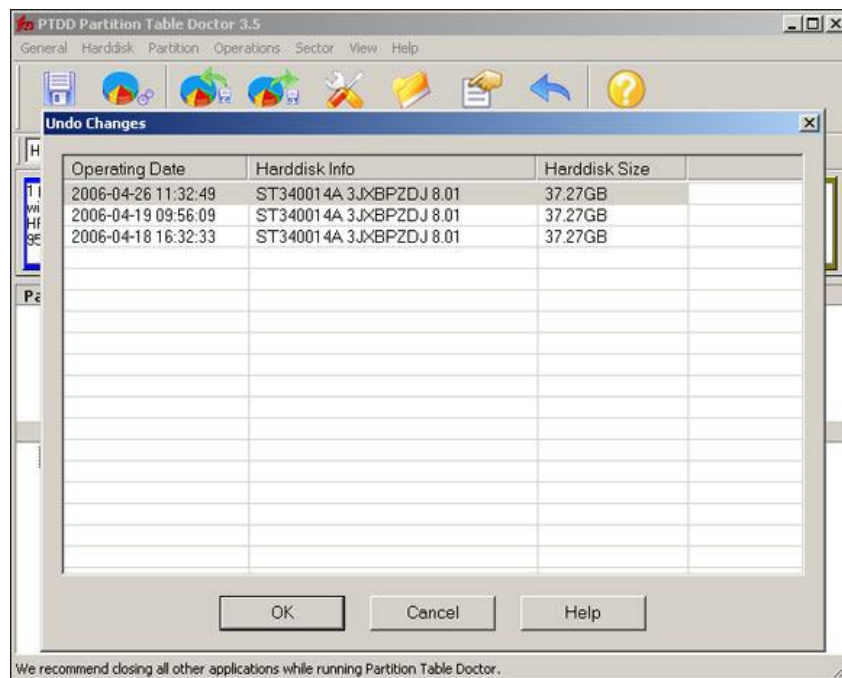 PTDD Partition Table Doctor 3.5
General Harddisk Partition Operations Sector View Help
Undo Changes
Operating Date Harddisk Info Harddisk Size
2006-04-26 11:32:49 ST340014A 3JXBPZDJ 8.01 37.27GB
2006-04-19 09:56:09 ST340014A 3JXBPZDJ 8.01 37.27GB
2006-04-18 16:32:33 ST340014A 3JXBPZDJ 8.01 37.27GB
OK Cancel Help
We recommend closing all other applications while running Partition Table Doctor.